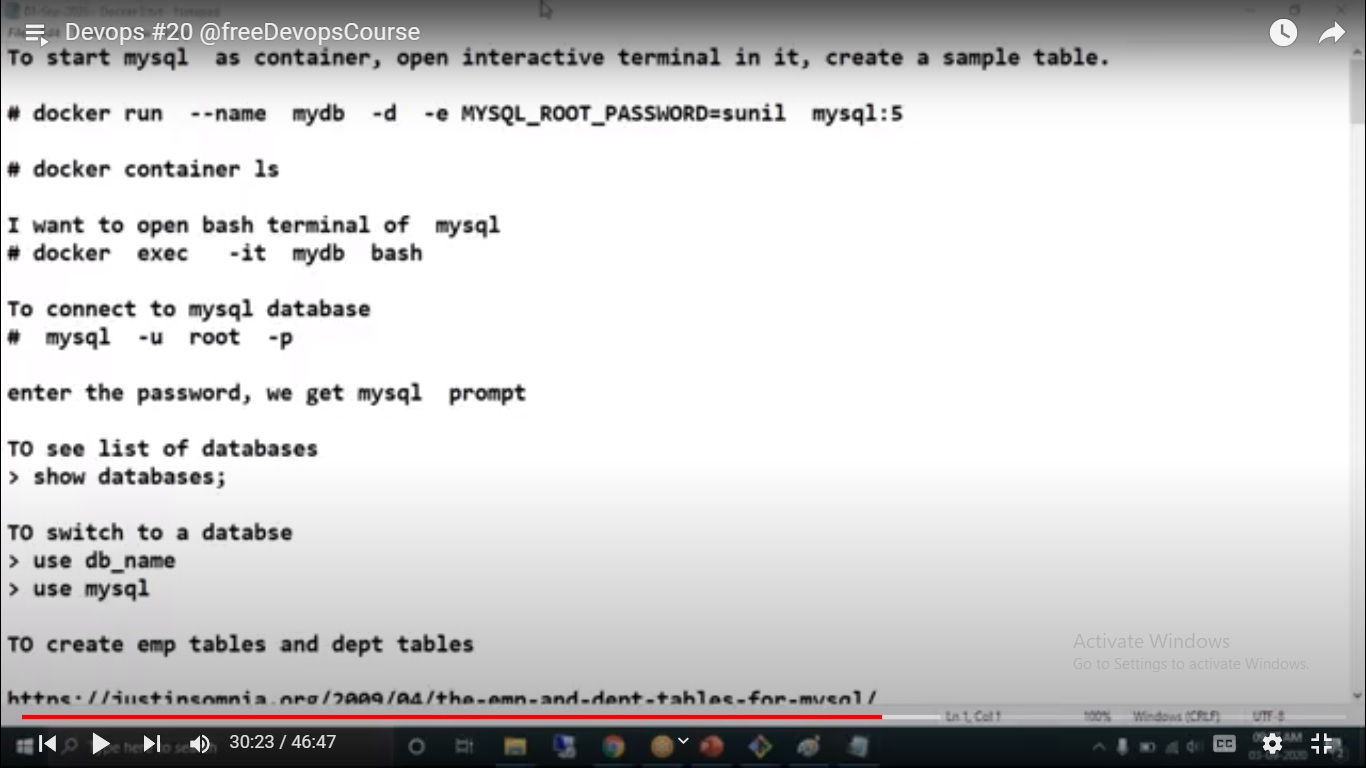 Devops #20 @freeDevopsCourse
To start mysql as container, open interactive terminal in it, create a sample table.
# docker run --name mydb -d -e MYSQL_ROOT_PASSWORD=sunil mysql:5
# docker container ls
I want to open bash terminal of mysql
# docker exec -it mydb bash
To connect to mysql database
# mysql -u root -p
enter the password, we get mysql prompt
TO see list of databases
> show databases;
TO switch to a databse
> use db_name
> use mysql
TO create emp tables and dept tables
https://justinsomnia.org/2009/04/the-emp-and-dept-tables-for-mysql/
Activate Windows
Go to Settings to activate Windows.
Ln 1, Col 1 100% Windows (CRLF) UTF-8
30:23 / 46:47
CC
03-09-2020